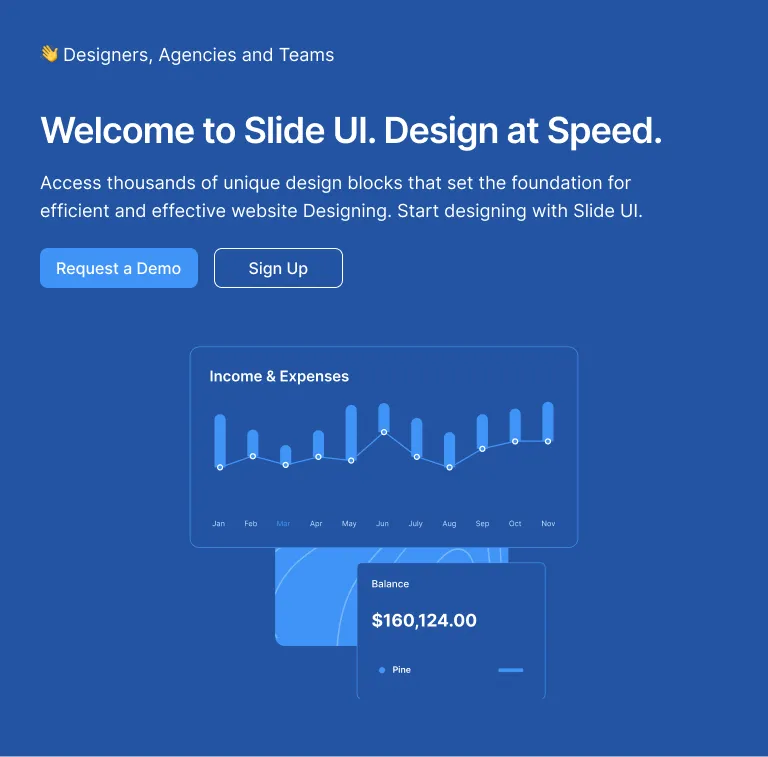 👋 Designers, Agencies and Teams
Welcome to Slide UI. Design at Speed.
Access thousands of unique design blocks that set the foundation for
efficient and effective website Designing. Start designing with Slide UI.
Request a Demo
Sign Up
Income & Expenses
Jan Feb Mar Apr May Jun July Aug Sep Oct Nov
Balance
$160,124.00
Pine